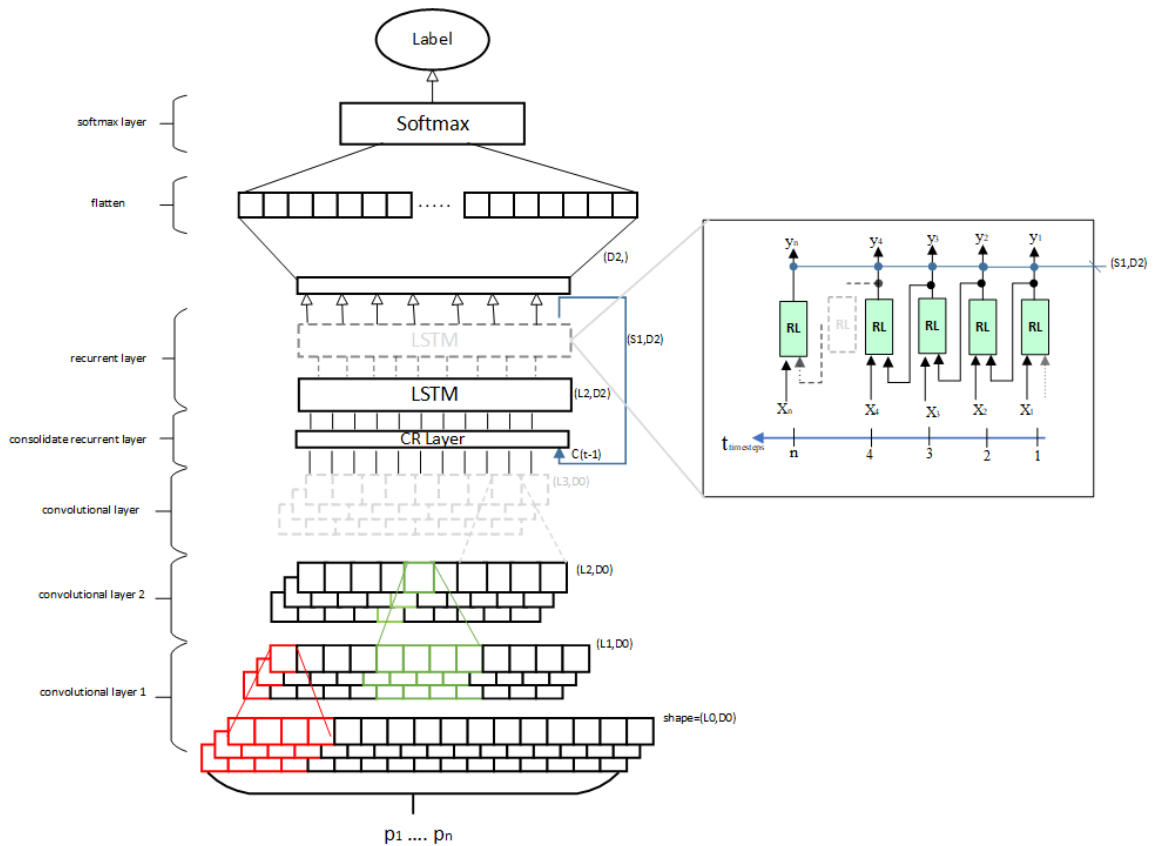 Label
softmax layer
Softmax
flatten
.....
(D2,)
recurrent layer
LSTM
(S1,D2)
LSTM
(L2,D2)
consolidate recurrent layer
CR Layer
C(t-1)
convolutional layer
(L3,D0)
convolutional layer 2
(L2,D0)
convolutional layer 1
(L1,D0)
shape=(L0,D0)
p1 .... pn
yn y4 y3 y2 y1
(S1,D2)
RL RL RL RL RL RL
Xn X4 X3 X2 X1
ttimesteps n 4 3 2 1